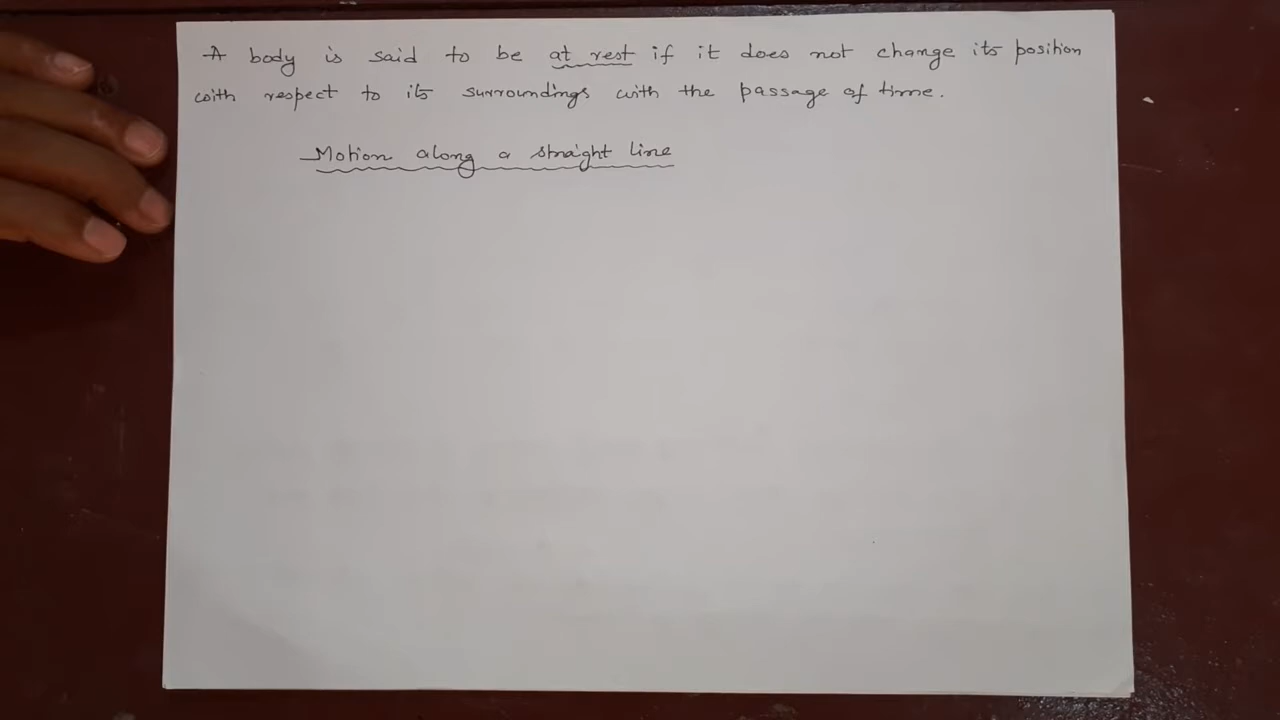 A body is said to be at rest if it does not change its position
with respect to its surroundings with the passage of time.
Motion along a straight line